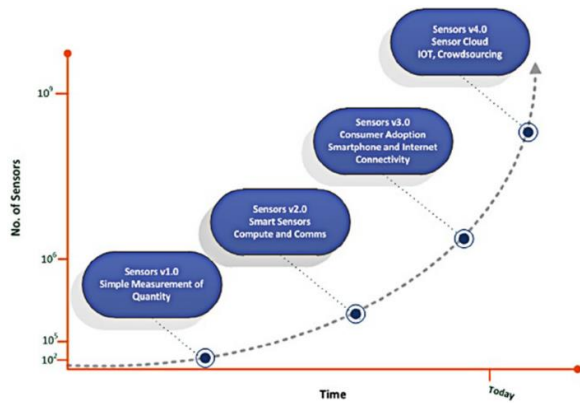 Sensors v4.0
Sensor Cloud
IOT, Crowdsourcing
10⁹
Sensors v3.0
Consumer Adoption
Smartphone and Internet
Connectivity
No. of Sensors
Sensors v2.0
Smart Sensors
Compute and Comms
10⁶
Sensors v1.0
Simple Measurement of
Quantity
10⁵
10²
Time
Today